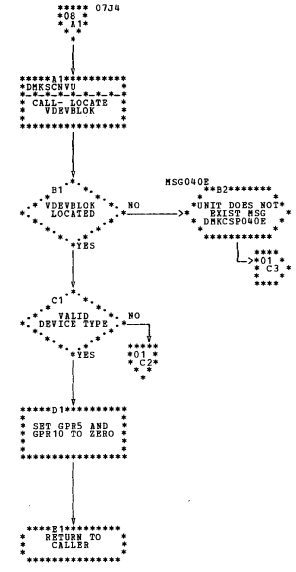 07J4
08
A1
A1
DMKSCNVU
CALL- LOCATE
VDEVBLOK
B1
VDEVBLOK
LOCATED
NO
MSG040E
B2
UNIT DOES NOT
EXIST MSG
DMKCSP040E
YES
01
C3
C1
VALID
DEVICE TYPE
NO
YES
01
C2
D1
SET GPR5 AND
GPR10 TO ZERO
E1
RETURN TO
CALLER